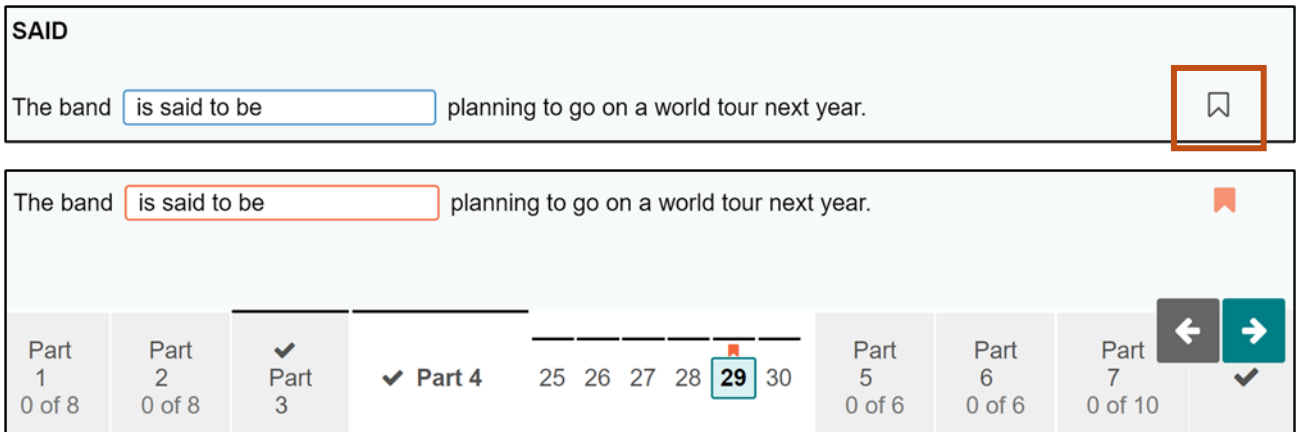 SAID
The band is said to be planning to go on a world tour next year.
The band is said to be planning to go on a world tour next year.
Part 1 0 of 8
Part 2 0 of 8
Part 3
Part 4
25 26 27 28 29 30
Part 5 0 of 6
Part 6 0 of 6
Part 7 0 of 10